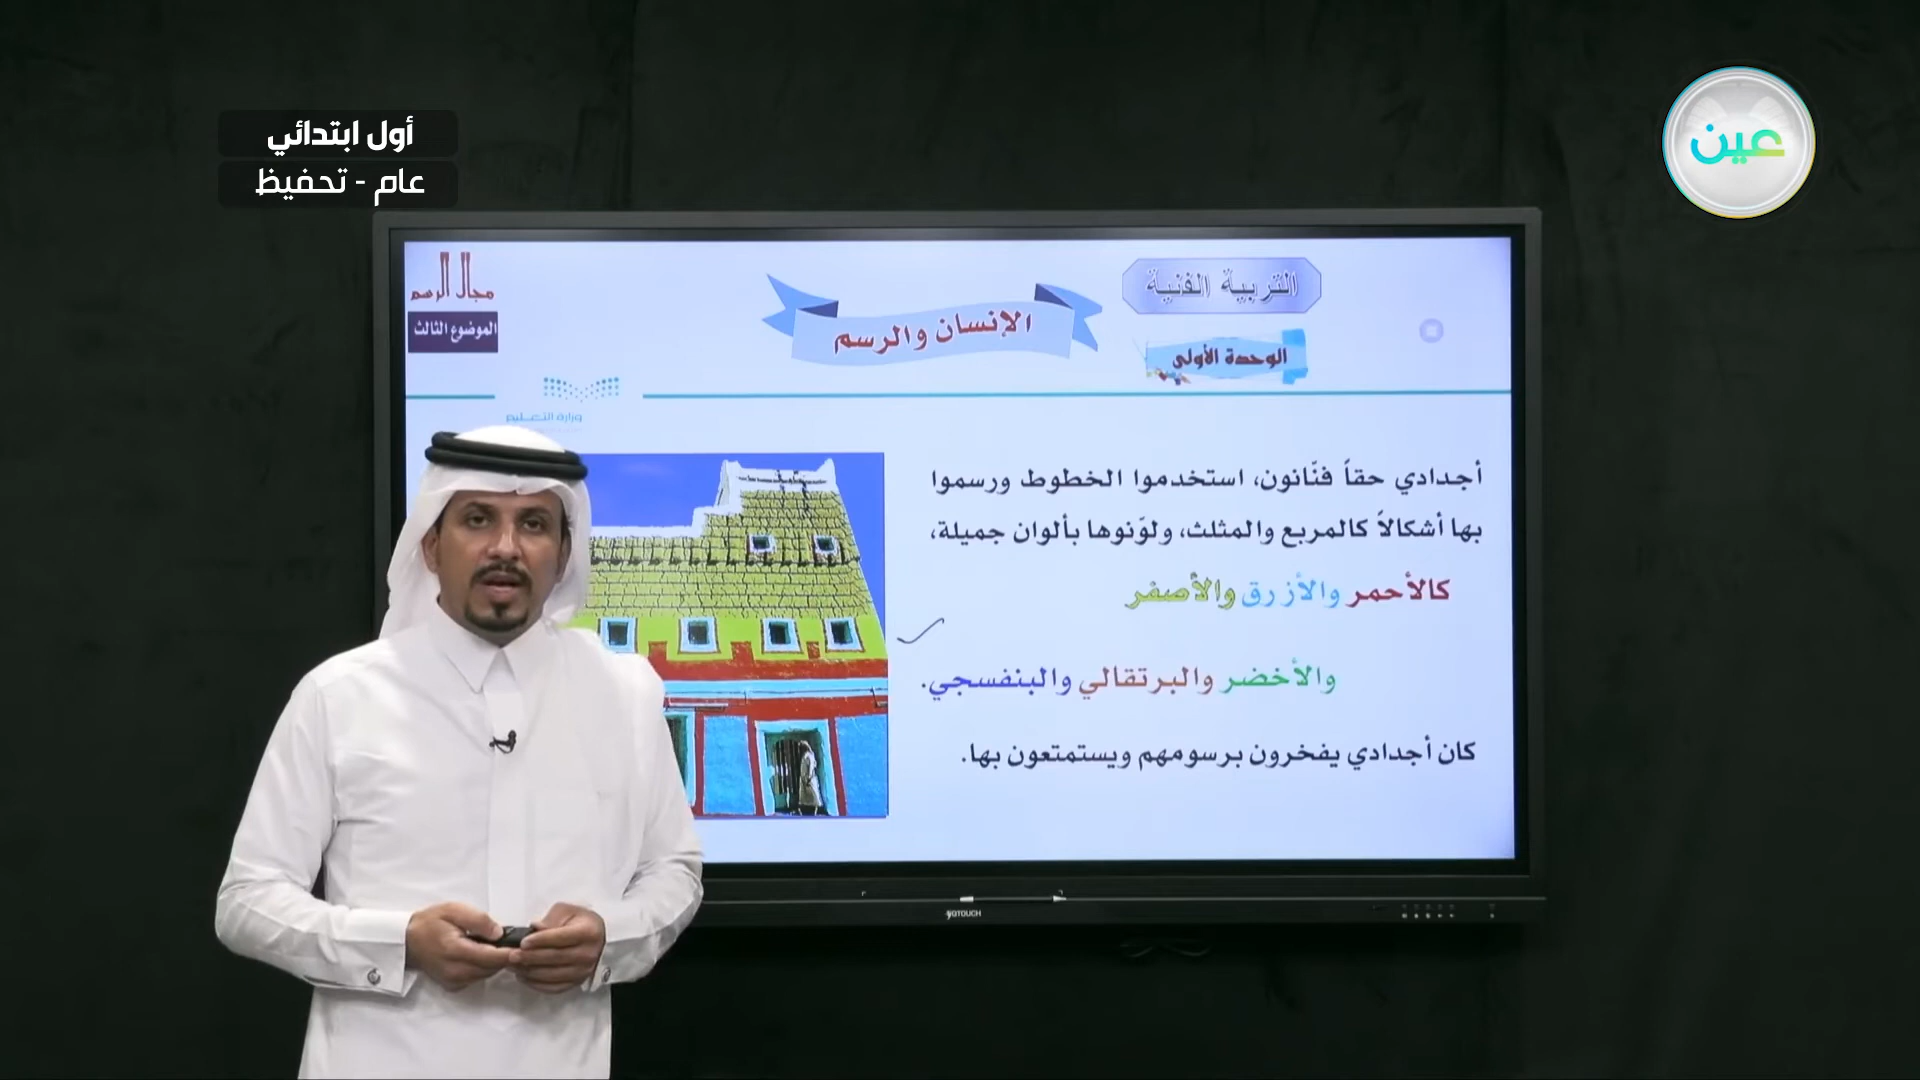 أول ابتدائي
عام - تحفيظ
عين
التربية الفنية
الوحدة الأولى
الإنسان والرسم
مجال الرسم
الموضوع الثالث
وزارة التعليم
أجدادي حقاً فنّانون، استخدموا الخطوط ورسموا
بها أشكالاً كالمربع والمثلث، ولوّنوها بألوان جميلة،
كالأحمر والأزرق والأصفر
والأخضر والبرتقالي والبنفسجي.
كان أجدادي يفخرون برسومهم ويستمتعون بها.